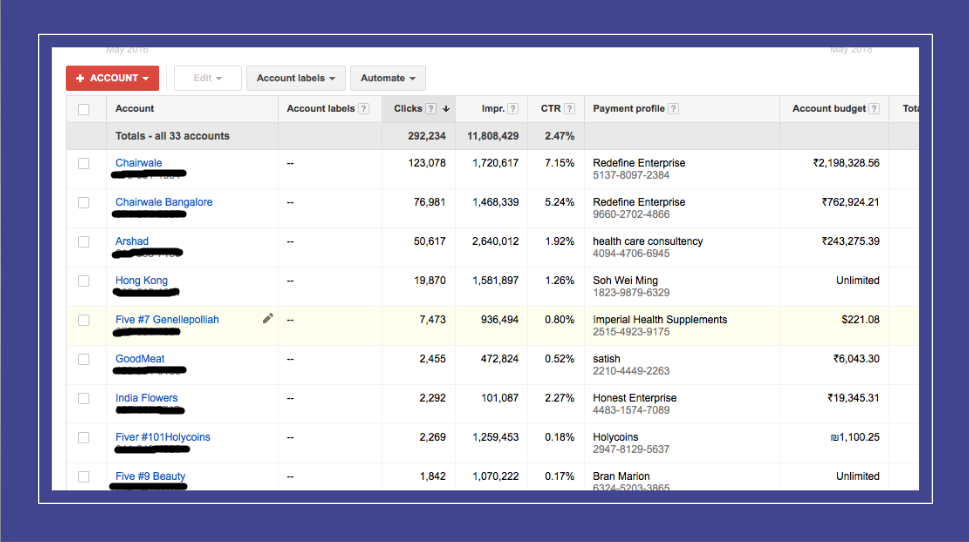 May 2016 May 2018
+ ACCOUNT Edit Account labels Automate
Account Account labels ? Clicks ? Impr. ? CTR ? Payment profile ? Account budget ? Tota
Totals - all 33 accounts 292,234 11,808,429 2.47%
Chairwale -- 123,078 1,720,617 7.15% Redefine Enterprise ₹2,198,328.56
5137-8097-2384
Chairwale Bangalore -- 76,981 1,468,339 5.24% Redefine Enterprise ₹762,924.21
9660-2702-4866
Arshad -- 50,617 2,640,012 1.92% health care consultency ₹243,275.39
4094-4706-6945
Hong Kong -- 19,870 1,581,897 1.26% Soh Wei Ming Unlimited
1823-9879-6329
Five #7 Genellepolliah -- 7,473 936,494 0.80% Imperial Health Supplements $221.08
2515-4923-9175
GoodMeat -- 2,455 472,824 0.52% satish ₹6,043.30
2210-4449-2263
India Flowers -- 2,292 101,087 2.27% Honest Enterprise ₹19,345.31
4483-1574-7089
Fiver #101Holycoins -- 2,269 1,259,453 0.18% Holycoins ₪1,100.25
2947-8129-5637
Five #9 Beauty -- 1,842 1,070,222 0.17% Bran Marion Unlimited
6324-5203-3865